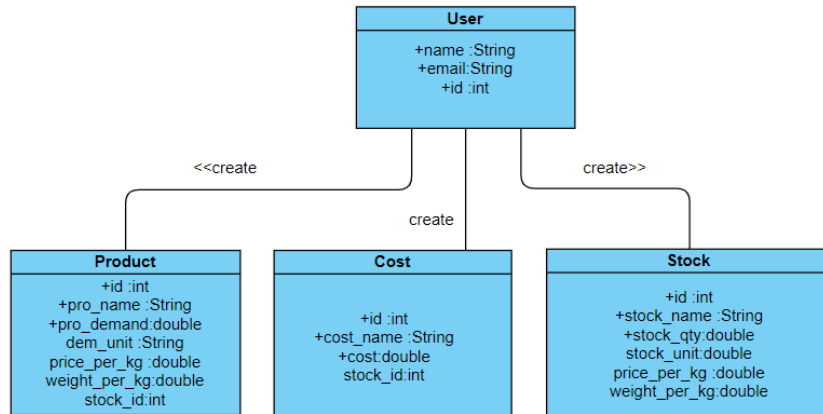 User
+name :String
+email:String
+id :int
<<create
create>>
create
Product
+id :int
+pro_name :String
+pro_demand:double
dem_unit :String
price_per_kg :double
weight_per_kg:double
stock_id:int
Cost
+id :int
+cost_name :String
+cost:double
stock_id:int
Stock
+id :int
+stock_name :String
+stock_qty:double
stock_unit:double
price_per_kg :double
weight_per_kg:double